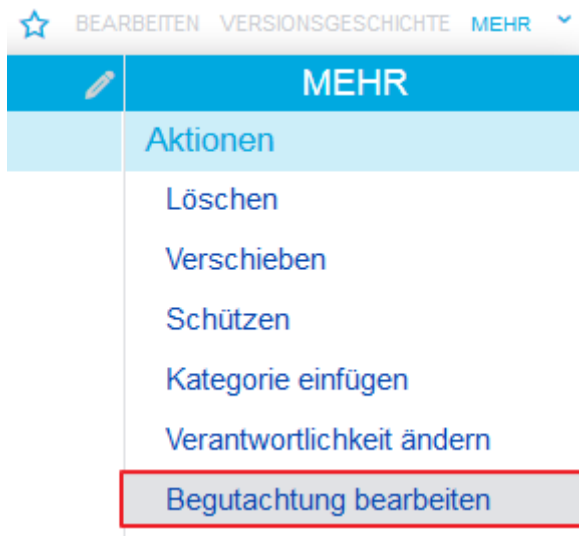 BEARBEITEN VERSIONSGESCHICHTE MEHR
MEHR
Aktionen
Löschen
Verschieben
Schützen
Kategorie einfügen
Verantwortlichkeit ändern
Begutachtung bearbeiten